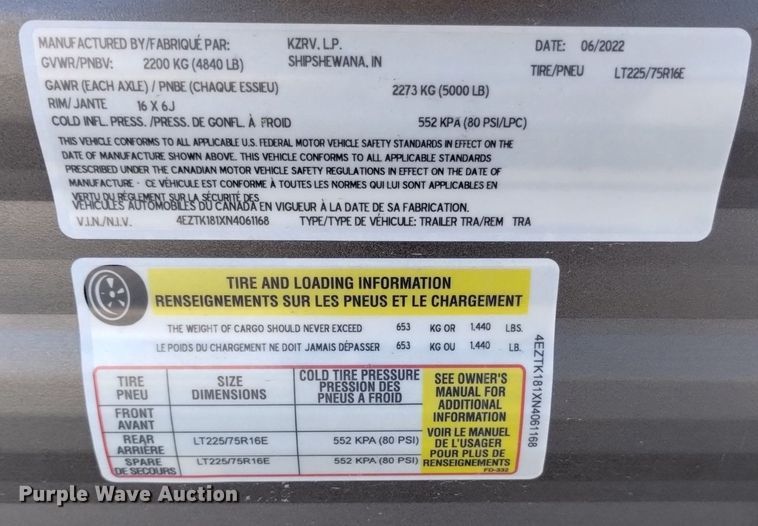 MANUFACTURED BY/FABRIQUÉ PAR: KZRV, L.P. DATE: 06/2022
GVWR/PNBV: 2200 KG (4840 LB) SHIPSHEWANA, IN TIRE/PNEU LT225/75R16E
GAWR (EACH AXLE) / PNBE (CHAQUE ESSIEU) 2273 KG (5000 LB)
RIM/ JANTE 16 X 6J
COLD INFL. PRESS. /PRESS. DE GONFL. À FROID 552 KPA (80 PSI/LPC)
THIS VEHICLE CONFORMS TO ALL APPLICABLE U.S. FEDERAL MOTOR VEHICLE SAFETY STANDARDS IN EFFECT ON THE
DATE OF MANUFACTURE SHOWN ABOVE. THIS VEHICLE CONFORMS TO ALL APPLICABLE STANDARDS
PRESCRIBED UNDER THE CANADIAN MOTOR VEHICLE SAFETY REGULATIONS IN EFFECT ON THE DATE OF
MANUFACTURE - CE VÉHICULE EST CONFORME À TOUTES LES NORMES QUI LUI SONT APPLICABLES EN
VERTU DU RÈGLEMENT SUR LA SÉCURITÉ DES
VÉHICULES AUTOMOBILES DU CANADA EN VIGUEUR À LA DATE DE SA FABRICATION.
V.I.N./N.I.V. 4EZTK181XN4061168 TYPE/TYPE DE VÉHICULE: TRAILER TRA/REM TRA
TIRE AND LOADING INFORMATION
RENSEIGNEMENTS SUR LES PNEUS ET LE CHARGEMENT
THE WEIGHT OF CARGO SHOULD NEVER EXCEED 653 KG OR 1,440 LBS.
LE POIDS DU CHARGEMENT NE DOIT JAMAIS DÉPASSER 653 KG OU 1,440 LB.
TIRE
PNEU
SIZE
DIMENSIONS
COLD TIRE PRESSURE
PRESSION DES
PNEUS A FROID
FRONT
AVANT
REAR
ARRIÈRE LT225/75R16E 552 KPA (80 PSI)
SPARE
DE SECOURS LT225/75R16E 552 KPA (80 PSI)
SEE OWNER'S
MANUAL FOR
ADDITIONAL
INFORMATION
VOIR LE MANUEL
DE L'USAGER
POUR PLUS DE
RENSEIGNEMENTS
FD-332
4EZTK181XN4061168
Purple Wave Auction